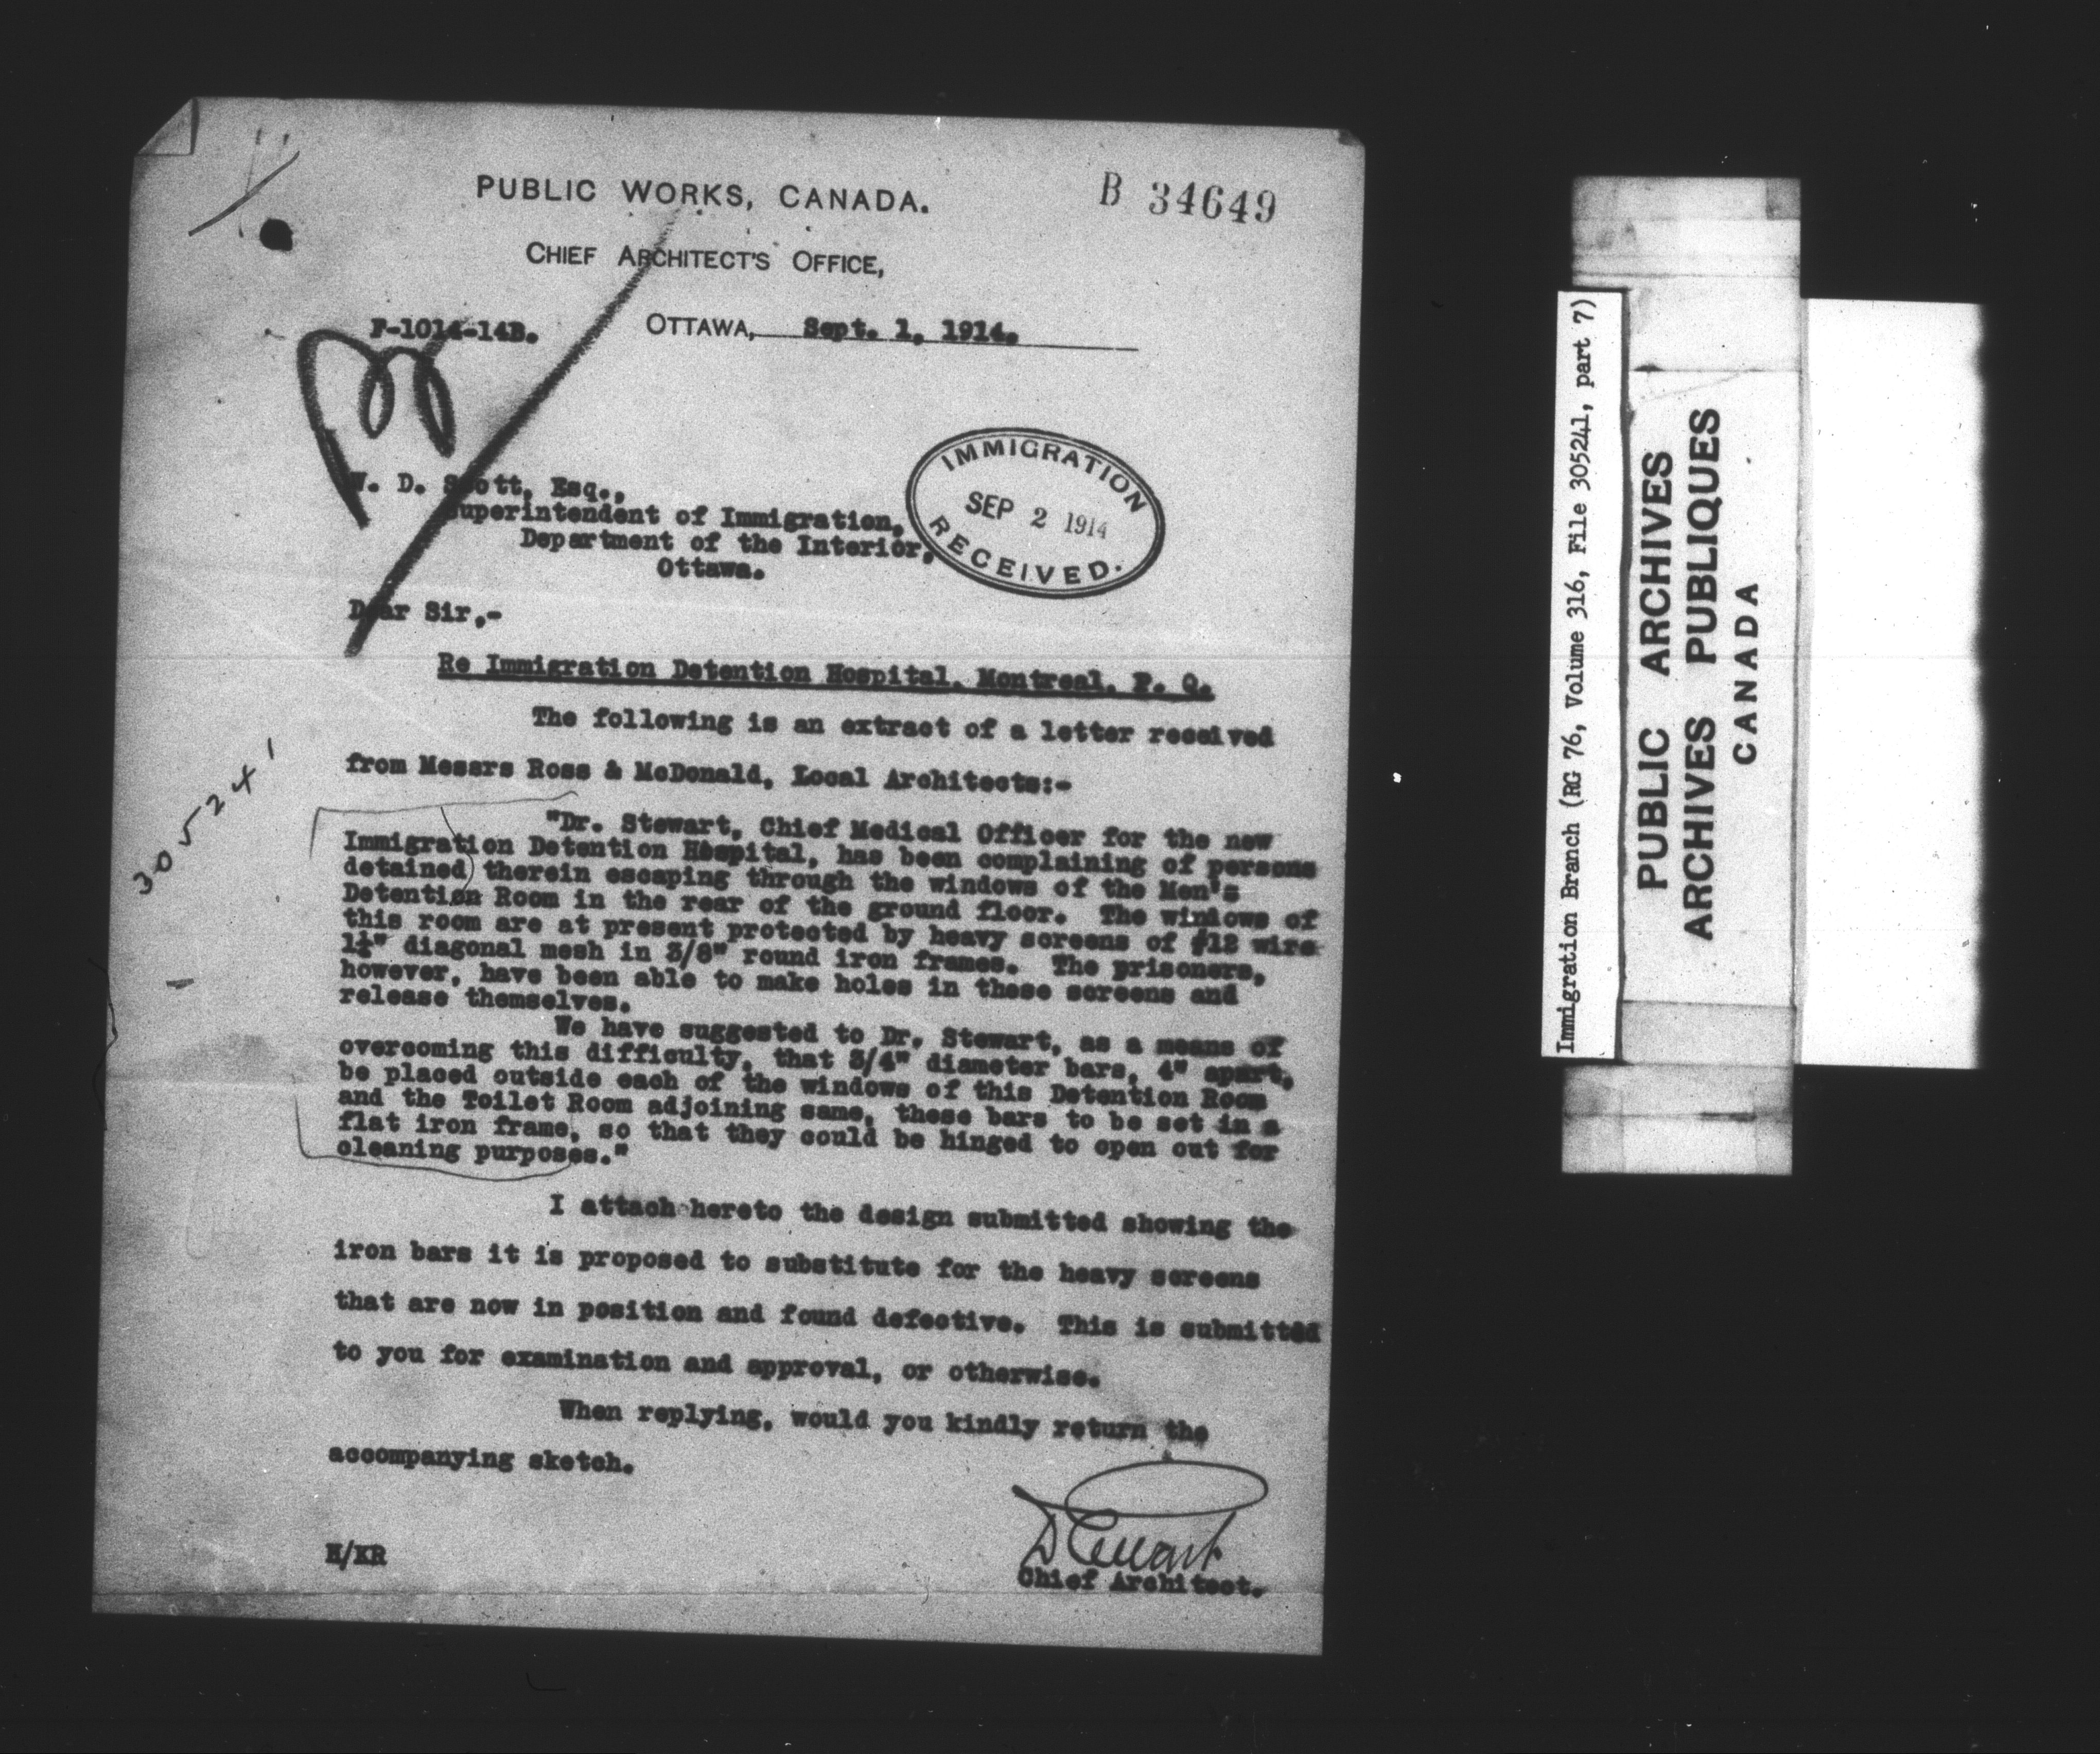 PUBLIC WORKS, CANADA.
B 34649
CHIEF ARCHITECT'S OFFICE,
F-1014-14B.
OTTAWA, Sept. 1, 1914.
W. D. Scott, Esq.,
Superintendent of Immigration,
Department of the Interior,
Ottawa.
IMMIGRATION
SEP 2 1914
RECEIVED.
Dear Sir,-
Re Immigration Detention Hospital, Montreal, P. Q.
The following is an extract of a letter received
from Messrs Ross & McDonald, Local Architects:-
305241
"Dr. Stewart, Chief Medical Officer for the new
Immigration Detention Hospital, has been complaining of persons
detained therein escaping through the windows of the Men's
Detention Room in the rear of the ground floor. The windows of
this room are at present protected by heavy screens of #12 wire
diagonal mesh in 3/8" round iron frames. The prisoners,
however, have been able to make holes in these screens and
release themselves.
We have suggested to Dr. Stewart, as a means of
overcoming this difficulty, that 3/4" diameter bars, 4" apart,
be placed outside each of the windows of this Detention Room
and the Toilet Room adjoining same, these bars to be set in a
flat iron frame, so that they could be hinged to open out for
cleaning purposes."
I attach hereto the design submitted showing the
iron bars it is proposed to substitute for the heavy screens
that are now in position and found defective. This is submitted
to you for examination and approval, or otherwise.
When replying, would you kindly return the
accompanying sketch.
D Ewart
Chief Architect.
H/KR
Immigration Branch (RG 76, Volume 316, File 305241, part 7)
PUBLIC ARCHIVES
ARCHIVES PUBLIQUES
CANADA